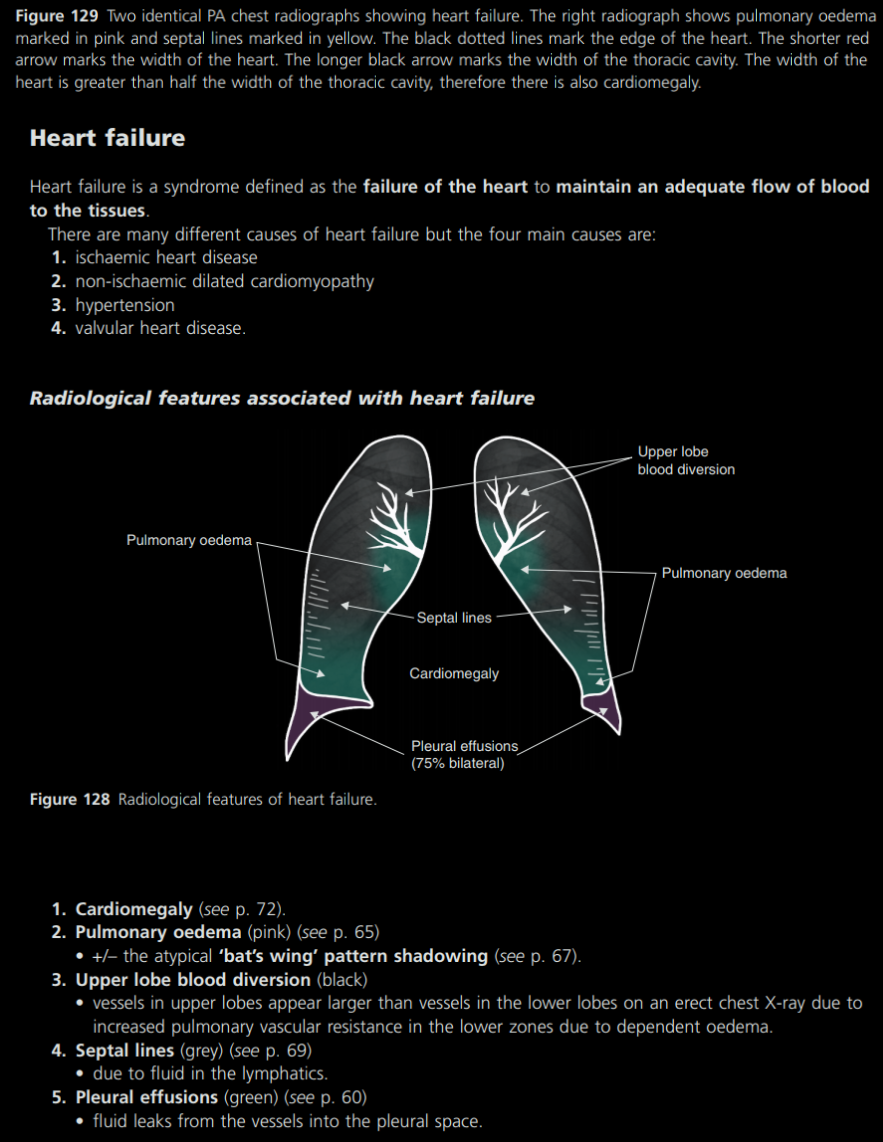 Figure 129 Two identical PA chest radiographs showing heart failure. The right radiograph shows pulmonary oedema
marked in pink and septal lines marked in yellow. The black dotted lines mark the edge of the heart. The shorter red
arrow marks the width of the heart. The longer black arrow marks the width of the thoracic cavity. The width of the
heart is greater than half the width of the thoracic cavity, therefore there is also cardiomegaly.
Heart failure
Heart failure is a syndrome defined as the failure of the heart to maintain an adequate flow of blood
to the tissues.
There are many different causes of heart failure but the four main causes are:
1. ischaemic heart disease
2. non-ischaemic dilated cardiomyopathy
3. hypertension
4. valvular heart disease.
Radiological features associated with heart failure
Upper lobe
blood diversion
Pulmonary oedema
Pulmonary oedema
Septal lines
Cardiomegaly
Pleural effusions
(75% bilateral)
Figure 128 Radiological features of heart failure.
1. Cardiomegaly (see p. 72).
2. Pulmonary oedema (pink) (see p. 65)
• +/– the atypical ‘bat’s wing’ pattern shadowing (see p. 67).
3. Upper lobe blood diversion (black)
• vessels in upper lobes appear larger than vessels in the lower lobes on an erect chest X-ray due to
increased pulmonary vascular resistance in the lower zones due to dependent oedema.
4. Septal lines (grey) (see p. 69)
• due to fluid in the lymphatics.
5. Pleural effusions (green) (see p. 60)
• fluid leaks from the vessels into the pleural space.